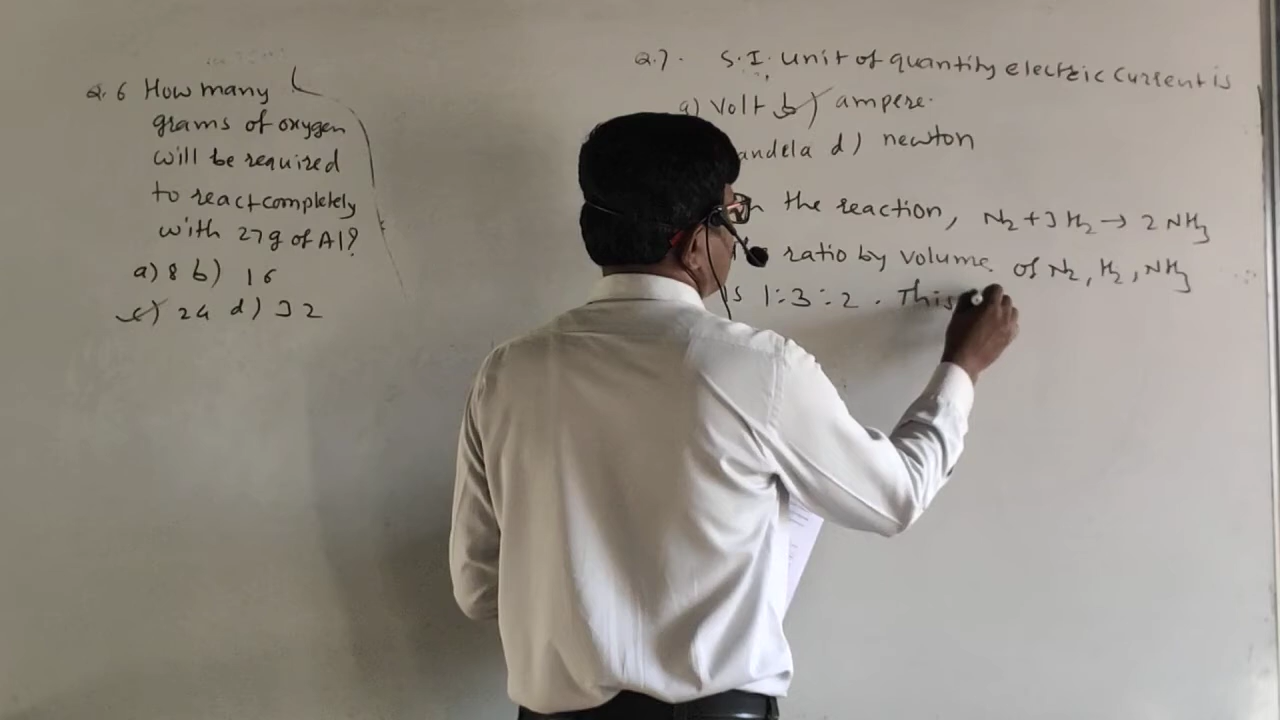 Q.6 How many
grams of oxygen
will be required
to react completely
with 27g of Al?
a) 8 b) 16
c) 24 d) 32
Q.7. S.I. unit of quantity electric current is
a) Volt b) ampere.
andela d) newton
the reaction, N₂ + 3H₂ → 2NH₃
ratio by volume of N₂, H₂, NH₃
is 1:3:2. This